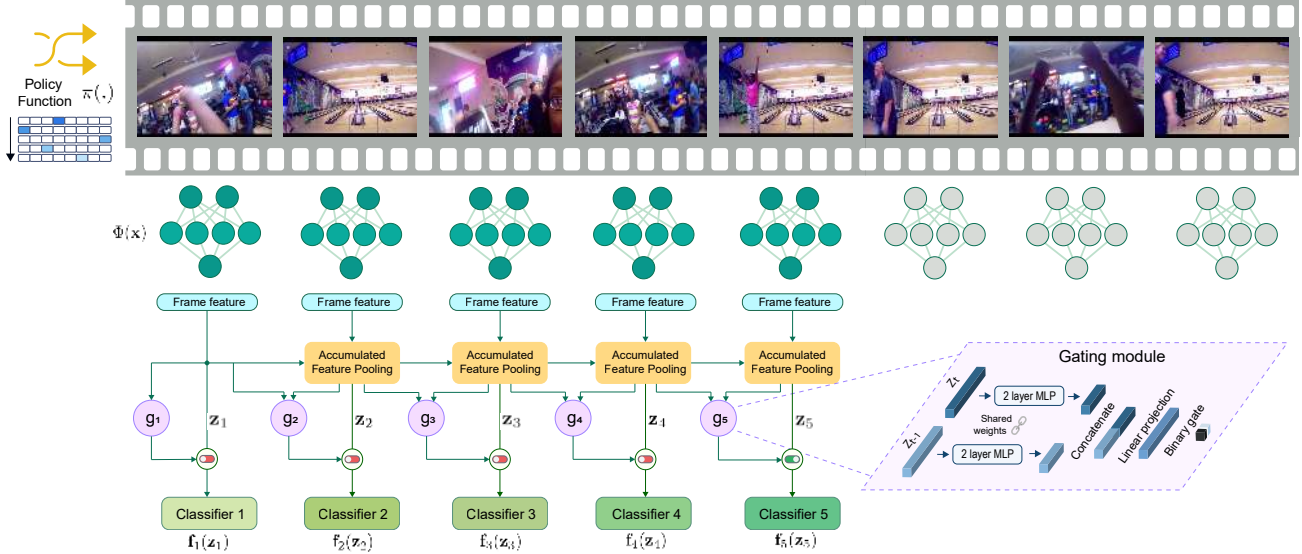 Policy
Function π(,)
Φ(x)
Frame feature
Frame feature
Frame feature
Frame feature
Frame feature
Accumulated
Feature Pooling
Accumulated
Feature Pooling
Accumulated
Feature Pooling
Accumulated
Feature Pooling
g₁
z₁
g₂
z₂
g₃
z₃
g₄
z₄
g₅
z₅
Classifier 1
Classifier 2
Classifier 3
Classifier 4
Classifier 5
f₁(z₁)
f₂(z₂)
f₃(z₃)
f₄(z₄)
f₅(z₅)
Gating module
Zt
2 layer MLP
Shared
weights
Zt-1
2 layer MLP
Concatenate
Linear projection
Binary gate